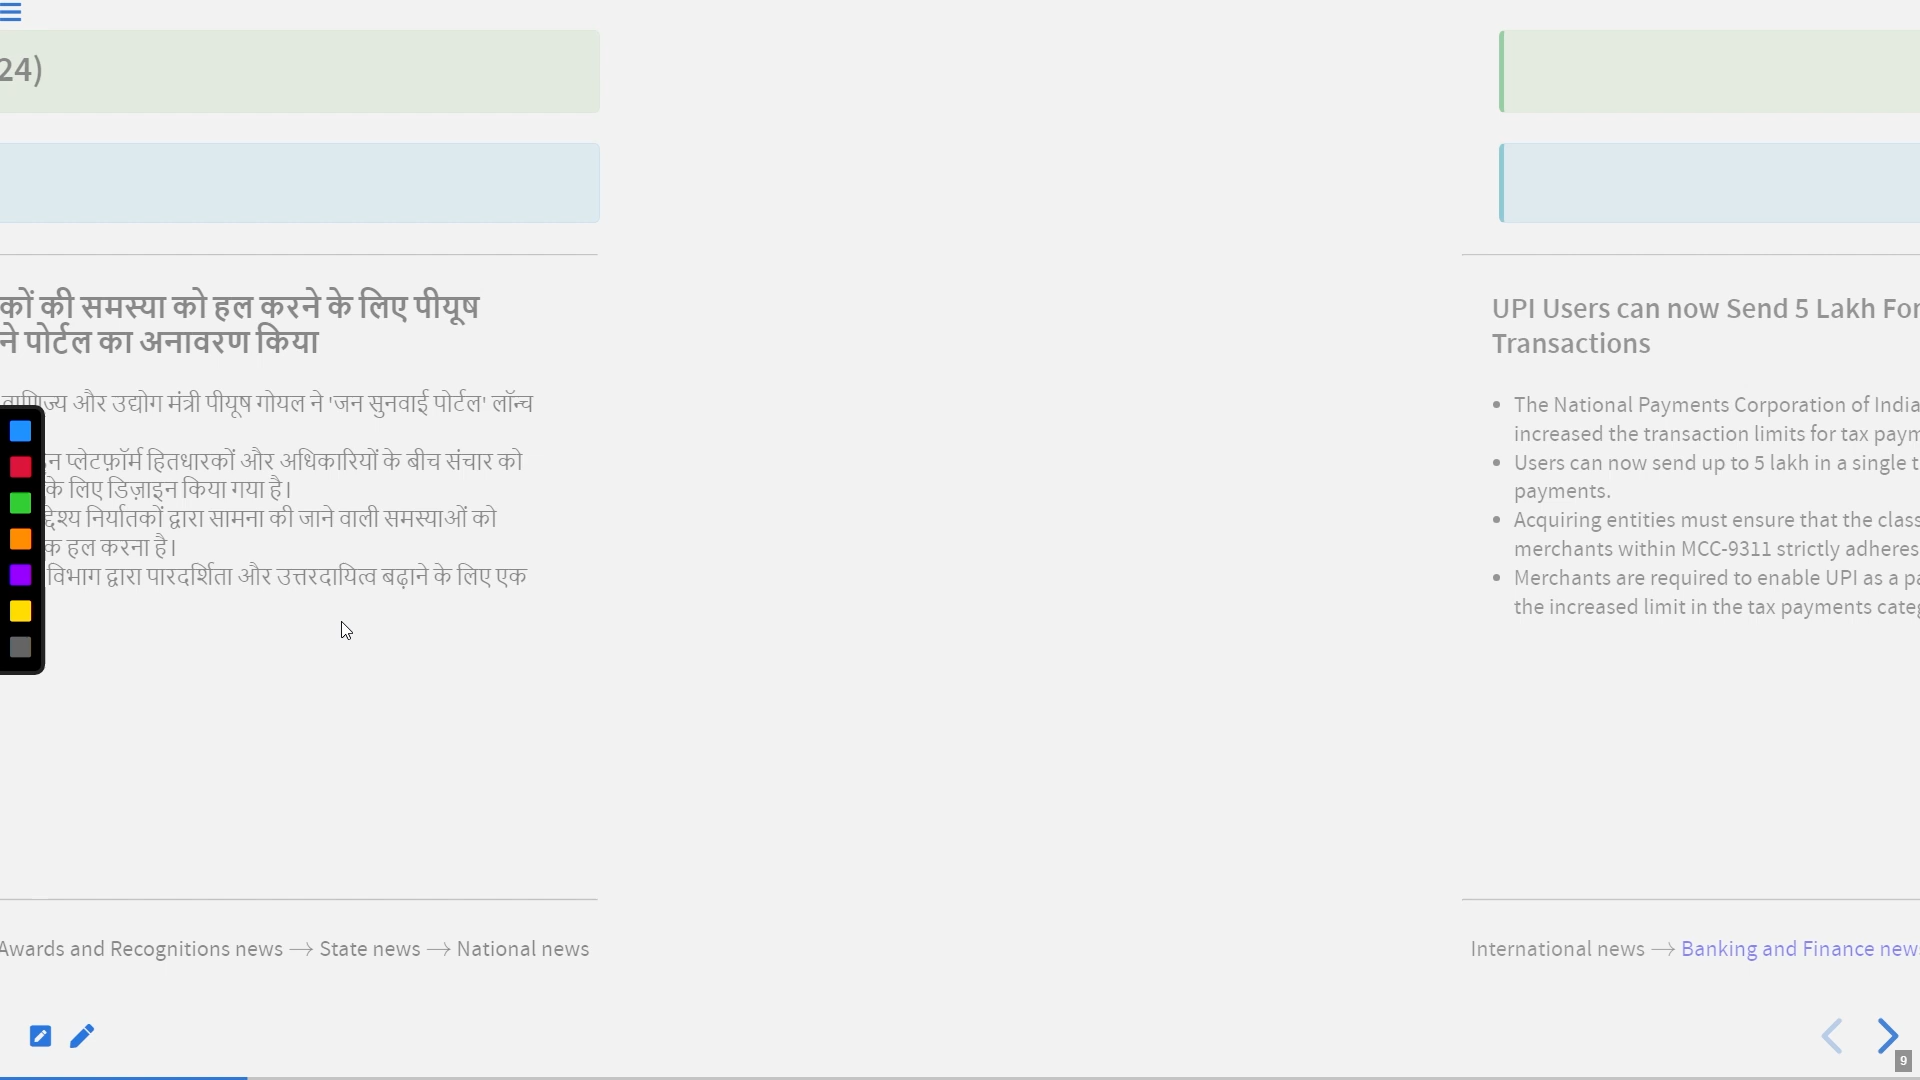 24)
कों की समस्या को हल करने के लिए पीयूष
ने पोर्टल का अनावरण किया
वाणिज्य और उद्योग मंत्री पीयूष गोयल ने 'जन सुनवाई पोर्टल' लॉन्च
न प्लेटफ़ॉर्म हितधारकों और अधिकारियों के बीच संचार को
के लिए डिज़ाइन किया गया है।
द्देश्य निर्यातकों द्वारा सामना की जाने वाली समस्याओं को
क हल करना है।
विभाग द्वारा पारदर्शिता और उत्तरदायित्व बढ़ाने के लिए एक
Awards and Recognitions news → State news → National news
UPI Users can now Send 5 Lakh For
Transactions
• The National Payments Corporation of India
increased the transaction limits for tax paym
• Users can now send up to 5 lakh in a single t
payments.
• Acquiring entities must ensure that the class
merchants within MCC-9311 strictly adheres
• Merchants are required to enable UPI as a pa
the increased limit in the tax payments categ
International news → Banking and Finance news
9